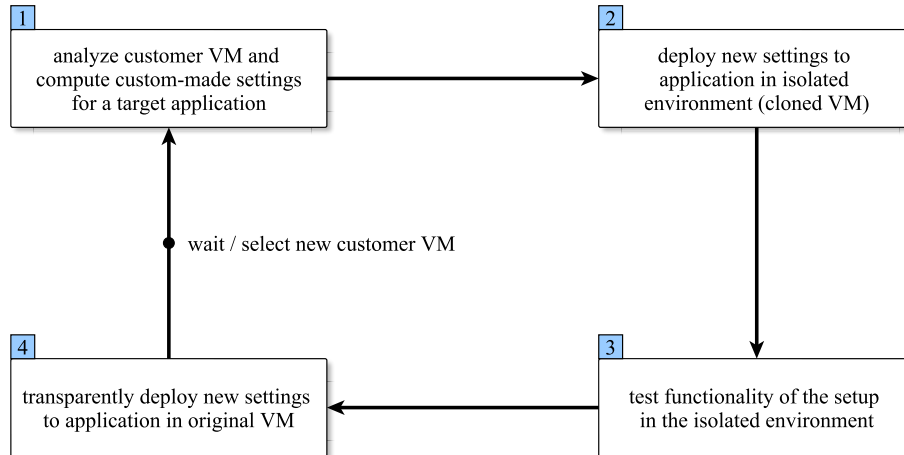 1
analyze customer VM and
compute custom-made settings
for a target application
2
deploy new settings to
application in isolated
environment (cloned VM)
wait / select new customer VM
4
transparently deploy new settings
to application in original VM
3
test functionality of the setup
in the isolated environment